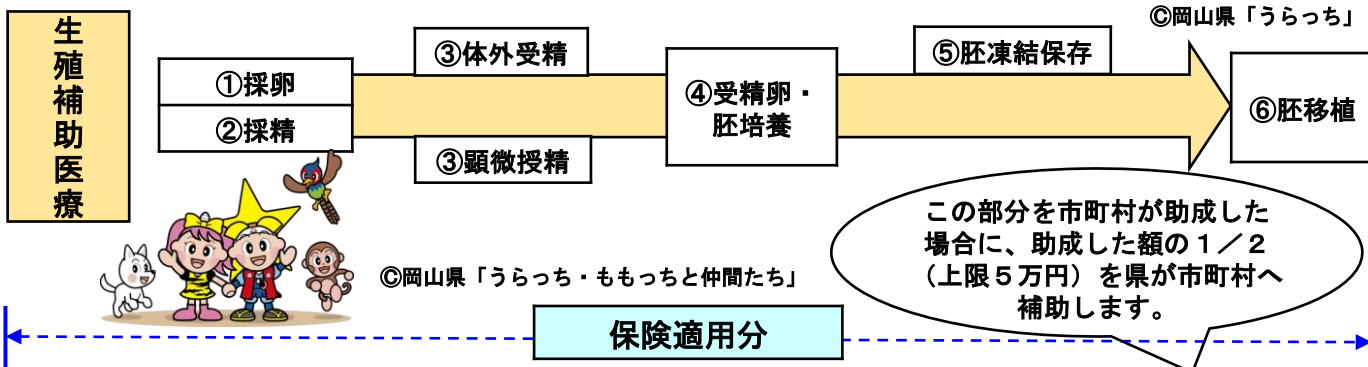 ©岡山県「うらっち」
生殖補助医療
①採卵
②採精
③体外受精
③顕微授精
④受精卵・
胚培養
⑤胚凍結保存
⑥胚移植
この部分を市町村が助成した
場合に、助成した額の１／２
（上限５万円）を県が市町村へ
補助します。
©岡山県「うらっち・ももっちと仲間たち」
保険適用分